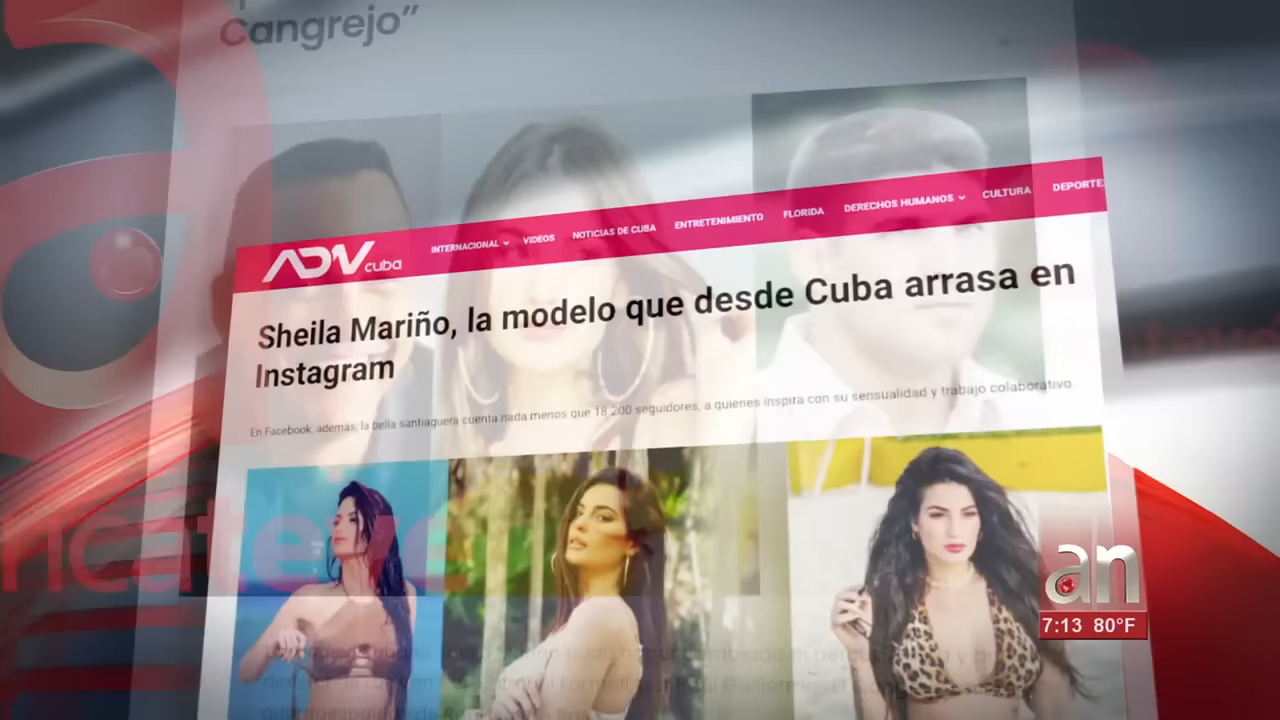 Cangrejo”
ADN cuba
INTERNACIONAL VIDEOS NOTICIAS DE CUBA ENTRETENIMIENTO FLORIDA DERECHOS HUMANOS CULTURA DEPORTE
Sheila Mariño, la modelo que desde Cuba arrasa en
Instagram
En Facebook, además, la bella santiaguera cuenta nada menos que 18 200 seguidores, a quienes inspira con su sensualidad y trabajo colaborativo.
ricateve
an
7:13 80°F